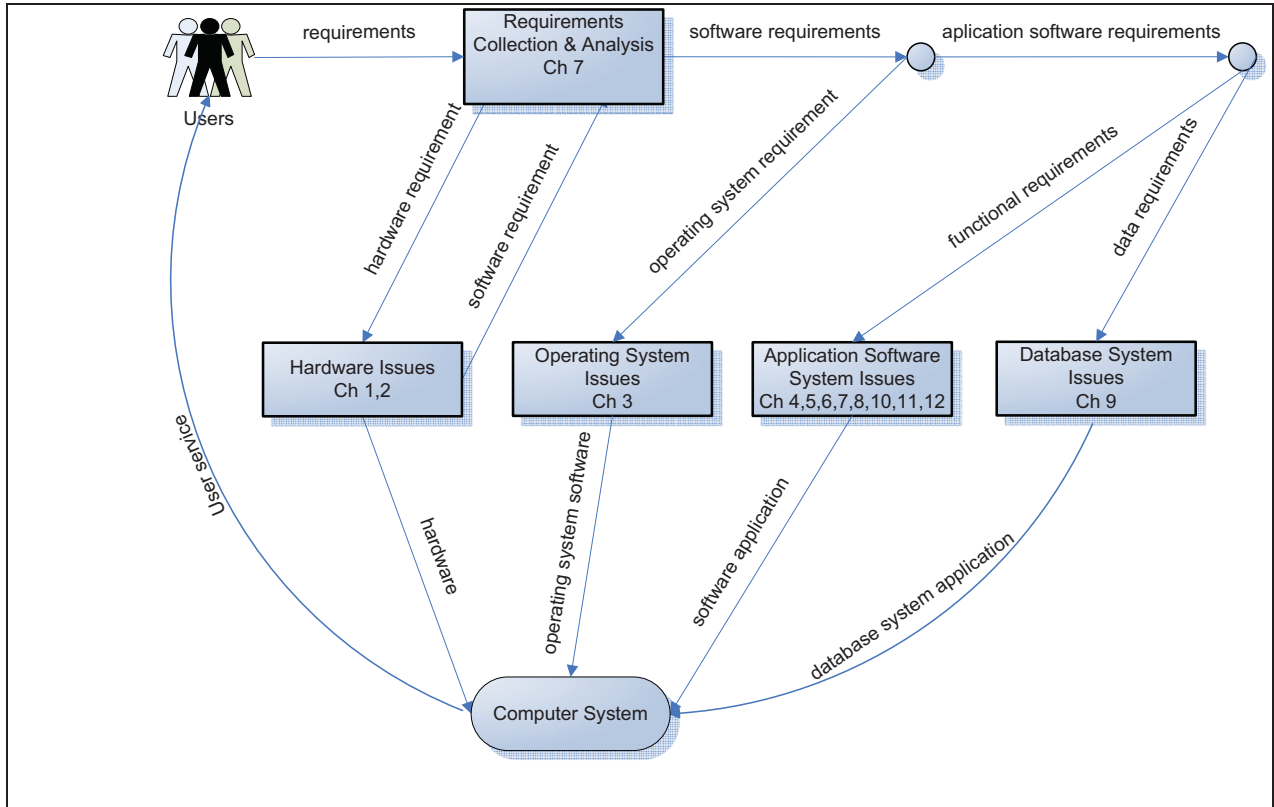 requirements
Requirements
Collection & Analysis
Ch 7
software requirements
aplication software requirements
Users
hardware requirement
software requirement
operating system requirement
functional requirements
data requirements
Hardware Issues
Ch 1,2
Operating System
Issues
Ch 3
Application Software
System Issues
Ch 4,5,6,7,8,10,11,12
Database System
Issues
Ch 9
User service
hardware
operating system software
software application
database system application
Computer System